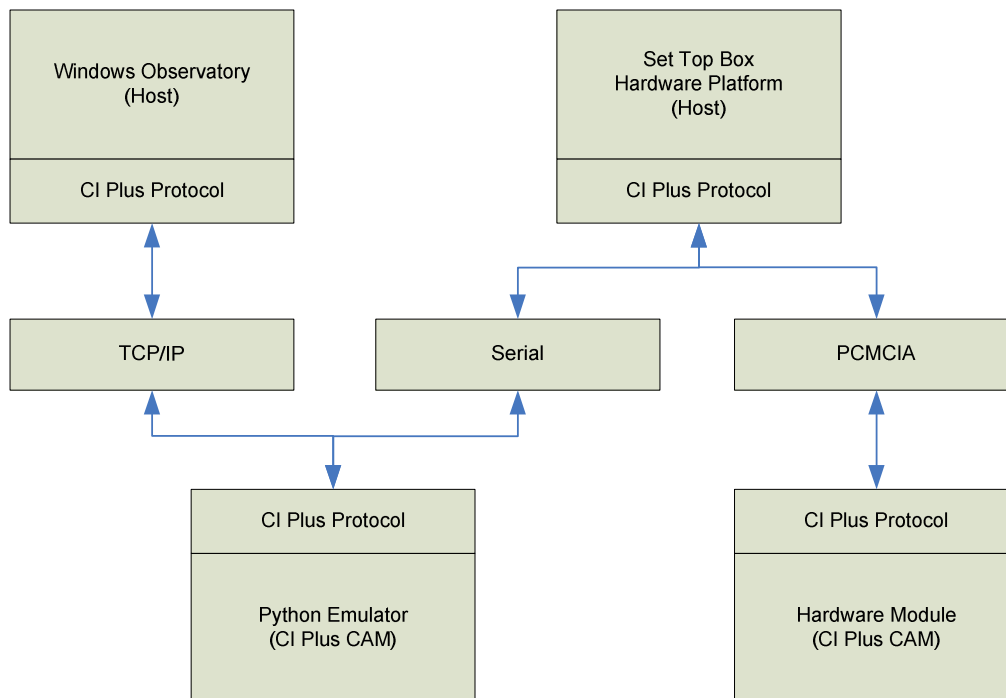 Windows Observatory
(Host)
CI Plus Protocol
Set Top Box
Hardware Platform
(Host)
CI Plus Protocol
TCP/IP
Serial
PCMCIA
CI Plus Protocol
Python Emulator
(CI Plus CAM)
CI Plus Protocol
Hardware Module
(CI Plus CAM)